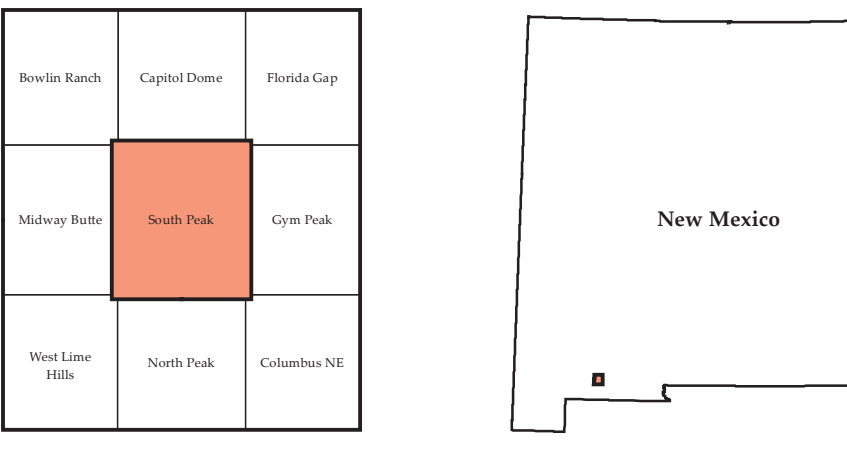 Bowlin Ranch
Capitol Dome
Florida Gap
Midway Butte
South Peak
Gym Peak
West Lime
Hills
North Peak
Columbus NE
New Mexico